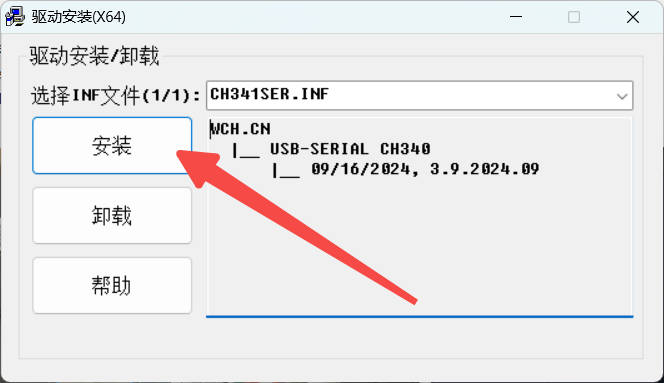 驱动安装(X64)
驱动安装/卸载
选择INF文件(1/1): CH341SER.INF
安装
WCH.CN
|__ USB-SERIAL CH340
|__ 09/16/2024, 3.9.2024.09
卸载
帮助